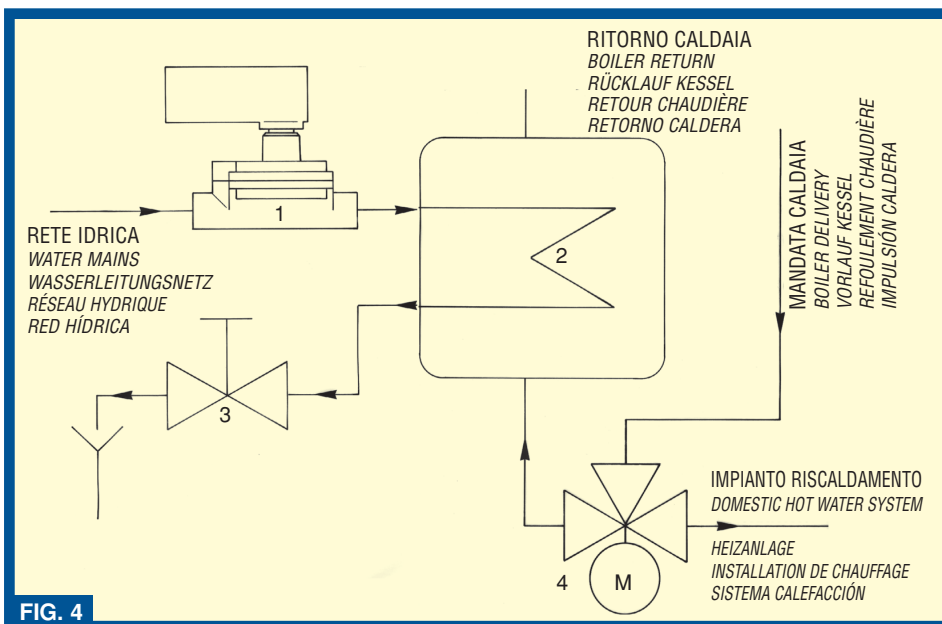 RITORNO CALDAIA
BOILER RETURN
RÜCKLAUF KESSEL
RETOUR CHAUDIÈRE
RETORNO CALDERA
MANDATA CALDAIA
BOILER DELIVERY
VORLAUF KESSEL
REFOULEMENT CHAUDIÈRE
IMPULSIÓN CALDERA
1
RETE IDRICA
WATER MAINS
WASSERLEITUNGSNETZ
RÉSEAU HYDRIQUE
RED HÍDRICA
2
3
IMPIANTO RISCALDAMENTO
DOMESTIC HOT WATER SYSTEM
HEIZANLAGE
INSTALLATION DE CHAUFFAGE
SISTEMA CALEFACCIÓN
4
M
FIG. 4